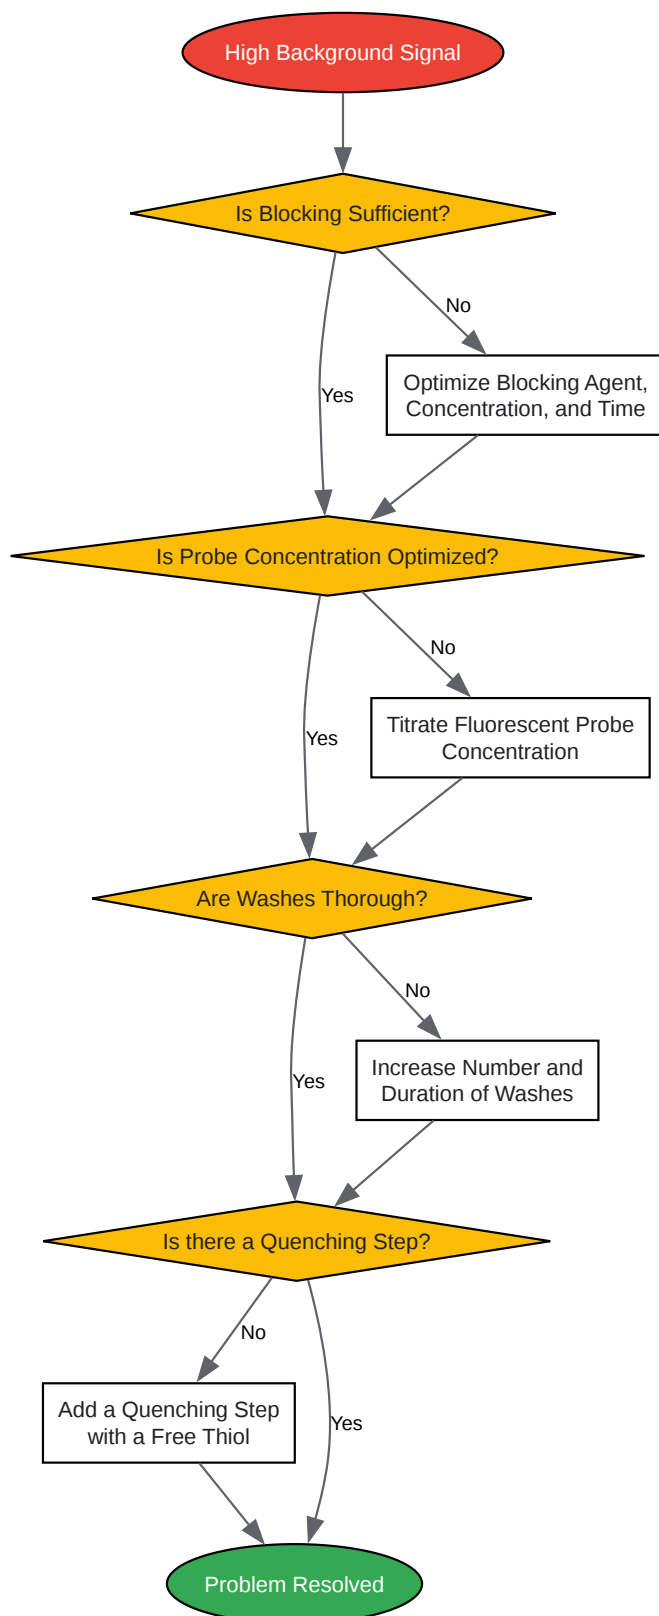 High Background Signal
Is Blocking Sufficient?
No
Optimize Blocking Agent,
Concentration, and Time
Yes
Is Probe Concentration Optimized?
No
Titrate Fluorescent Probe
Concentration
Yes
Are Washes Thorough?
No
Increase Number and
Duration of Washes
Yes
Is there a Quenching Step?
No
Add a Quenching Step
with a Free Thiol
Yes
Problem Resolved